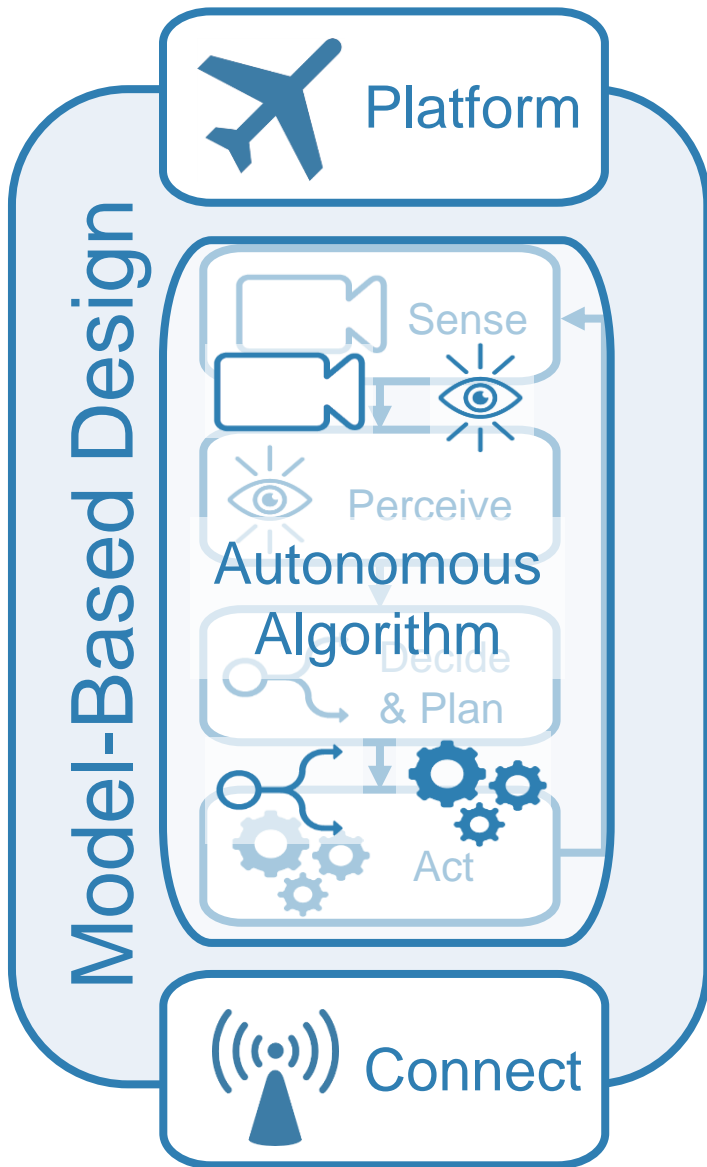 Platform
Model-Based Design
Sense
Perceive
Autonomous
Algorithm
Decide
& Plan
Act
Connect